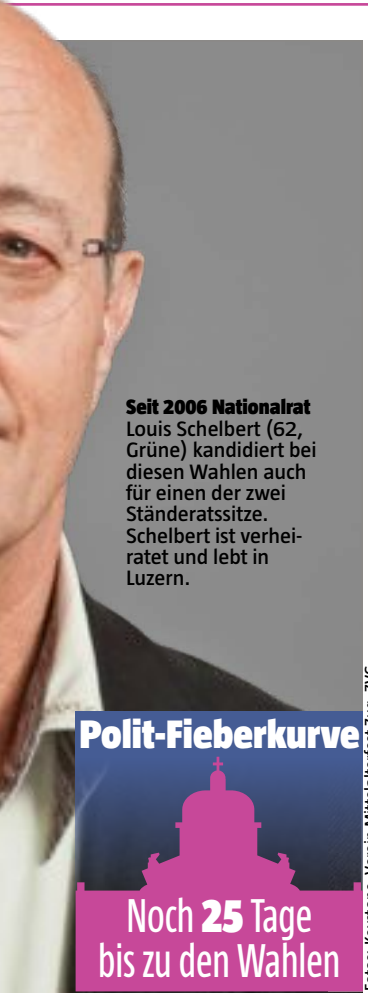 Seit 2006 Nationalrat
Louis Schelbert (62,
Grüne) kandidiert bei
diesen Wahlen auch
für einen der zwei
Ständeratssitze.
Schelbert ist verhei-
ratet und lebt in
Luzern.
Polit-Fieberkurve
Noch 25 Tage
bis zu den Wahlen